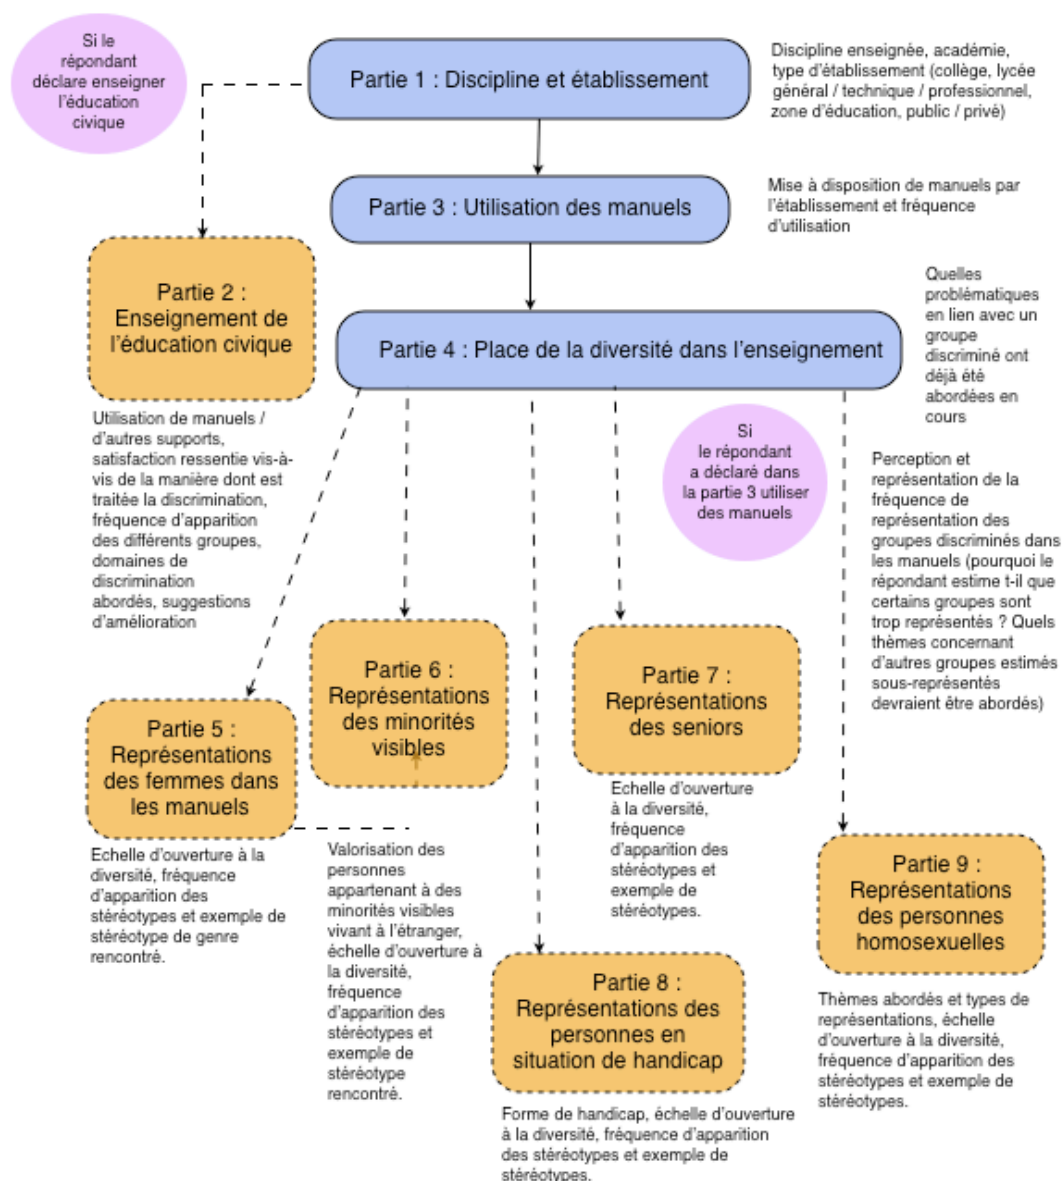 Si le
répondant
déclare enseigner
l'éducation
civique
Partie 1 : Discipline et établissement
Discipline enseignée, académie,
type d'établissement (collège, lycée
général / technique / professionnel,
zone d'éducation, public / privé)
Partie 3 : Utilisation des manuels
Mise à disposition de manuels par
l'établissement et fréquence
d'utilisation
Partie 2 :
Enseignement de
l'éducation civique
Utilisation de manuels /
d'autres supports,
satisfaction ressentie vis-à-
vis de la manière dont est
traitée la discrimination,
fréquence d'apparition
des différents groupes,
domaines de
discrimination
abordés, suggestions
d'amélioration
Partie 4 : Place de la diversité dans l'enseignement
Quelles
problématiques
en lien avec un
groupe
discriminé ont
déjà été
abordées en
cours
Si
le répondant
a déclaré dans
la partie 3 utiliser
des manuels
Perception et
représentation de la
fréquence de
représentation des
groupes discriminés dans
les manuels (pourquoi le
répondant estime t-il que
certains groupes sont
trop représentés ? Quels
thèmes concernant
d'autres groupes estimés
sous-représentés
devraient être abordés)
Partie 5 :
Représentations
des femmes dans
les manuels
Echelle d'ouverture à la
diversité, fréquence
d'apparition des
stéréotypes et exemple de
stéréotype de genre
rencontré.
Partie 6 :
Représentations
des minorités
visibles
Valorisation des
personnes
appartenant à des
minorités visibles
vivant à l'étranger,
échelle d'ouverture à
la diversité,
fréquence
d'apparition des
stéréotypes et
exemple de
stéréotype
rencontré.
Partie 7 :
Représentations
des seniors
Echelle d'ouverture
à la diversité,
fréquence
d'apparition des
stéréotypes et
exemple de
stéréotypes.
Partie 8 :
Représentations des
personnes en
situation de handicap
Forme de handicap, échelle d'ouverture
à la diversité, fréquence d'apparition
des stéréotypes et exemple de
stéréotypes.
Partie 9 :
Représentations
des personnes
homosexuelles
Thèmes abordés et types de
représentations, échelle
d'ouverture à la diversité,
fréquence d'apparition des
stéréotypes et exemple de
stéréotypes.